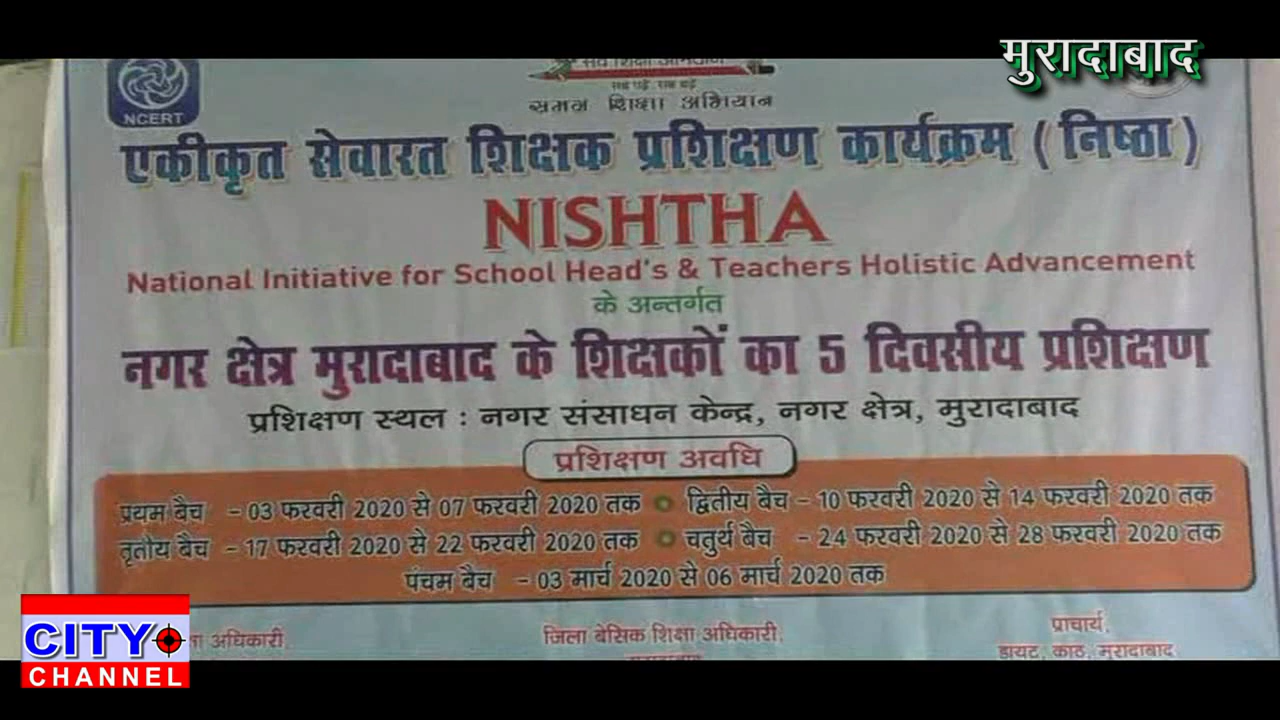 मुरादाबाद
NCERT
समग्र शिक्षा अभियान
एकीकृत सेवारत शिक्षक प्रशिक्षण कार्यक्रम (निष्ठा)
NISHTHA
National Initiative for School Head's & Teachers Holistic Advancement
के अन्तर्गत
नगर क्षेत्र मुरादाबाद के शिक्षकों का 5 दिवसीय प्रशिक्षण
प्रशिक्षण स्थल : नगर संसाधन केन्द्र, नगर क्षेत्र, मुरादाबाद
प्रशिक्षण अवधि
प्रथम बैच - 03 फरवरी 2020 से 07 फरवरी 2020 तक द्वितीय बैच - 10 फरवरी 2020 से 14 फरवरी 2020 तक
तृतीय बैच - 17 फरवरी 2020 से 22 फरवरी 2020 तक चतुर्थ बैच - 24 फरवरी 2020 से 28 फरवरी 2020 तक
पंचम बैच - 03 मार्च 2020 से 06 मार्च 2020 तक
अधिकारी, जिला बेसिक शिक्षा अधिकारी, प्राचार्य,
डायट, कांठ, मुरादाबाद
CITY
CHANNEL